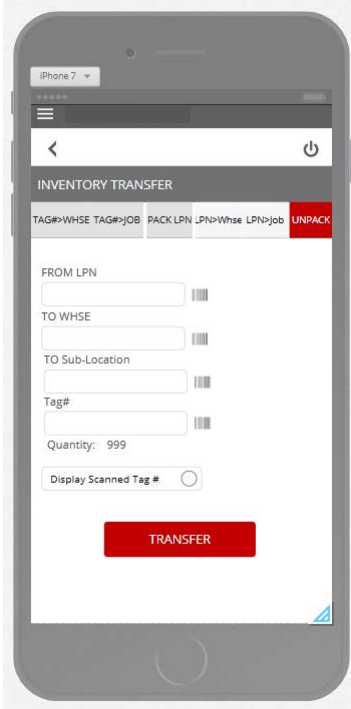 iPhone 7
INVENTORY TRANSFER
TAG#>WHSE TAG#>JOB PACK LPN LPN>Whse LPN>Job UNPACK
FROM LPN
TO WHSE
TO Sub-Location
Tag#
Quantity: 999
Display Scanned Tag #
TRANSFER